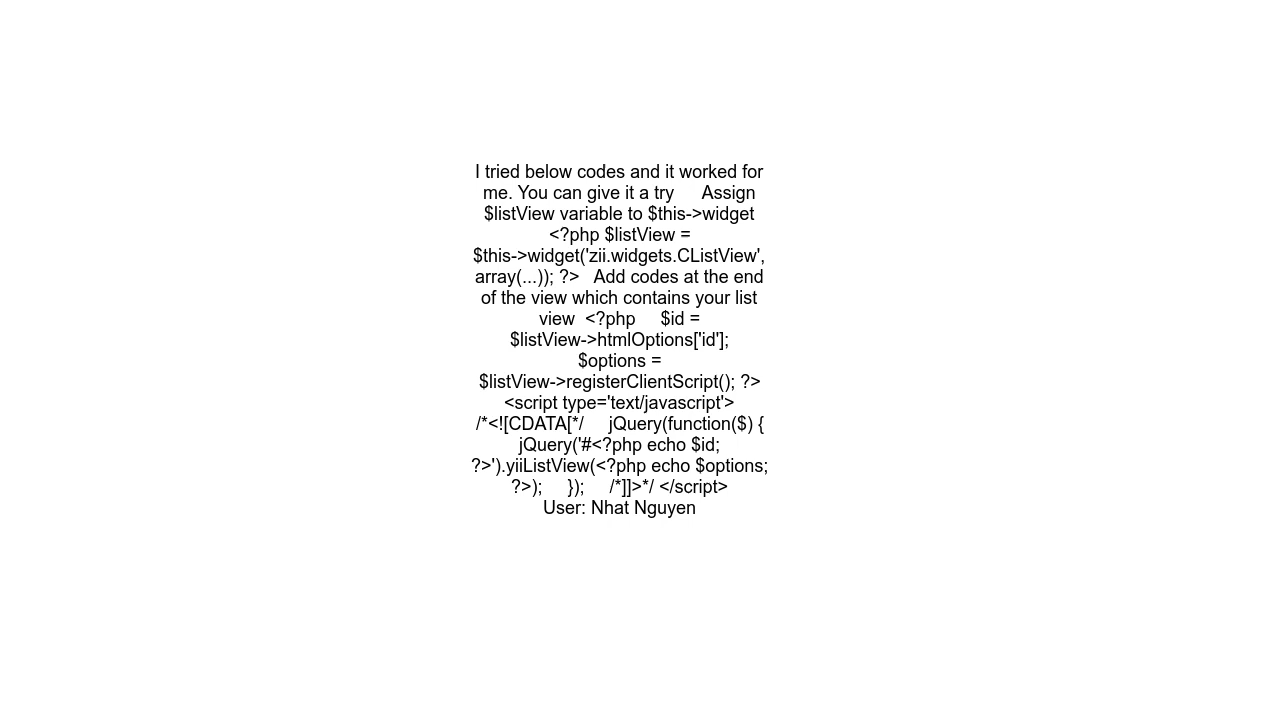 I tried below codes and it worked for
me. You can give it a try      Assign
$listView variable to $this->widget
<?php $listView =
$this->widget('zii.widgets.CListView',
array(...)); ?>   Add codes at the end
of the view which contains your list
view  <?php     $id =
$listView->htmlOptions['id'];
$options =
$listView->registerClientScript(); ?>
<script type='text/javascript'>
/*<![CDATA[*/     jQuery(function($) {
jQuery('#<?php echo $id;
?>').yiiListView(<?php echo $options;
?>);     });     /*]]>*/ </script>
User: Nhat Nguyen